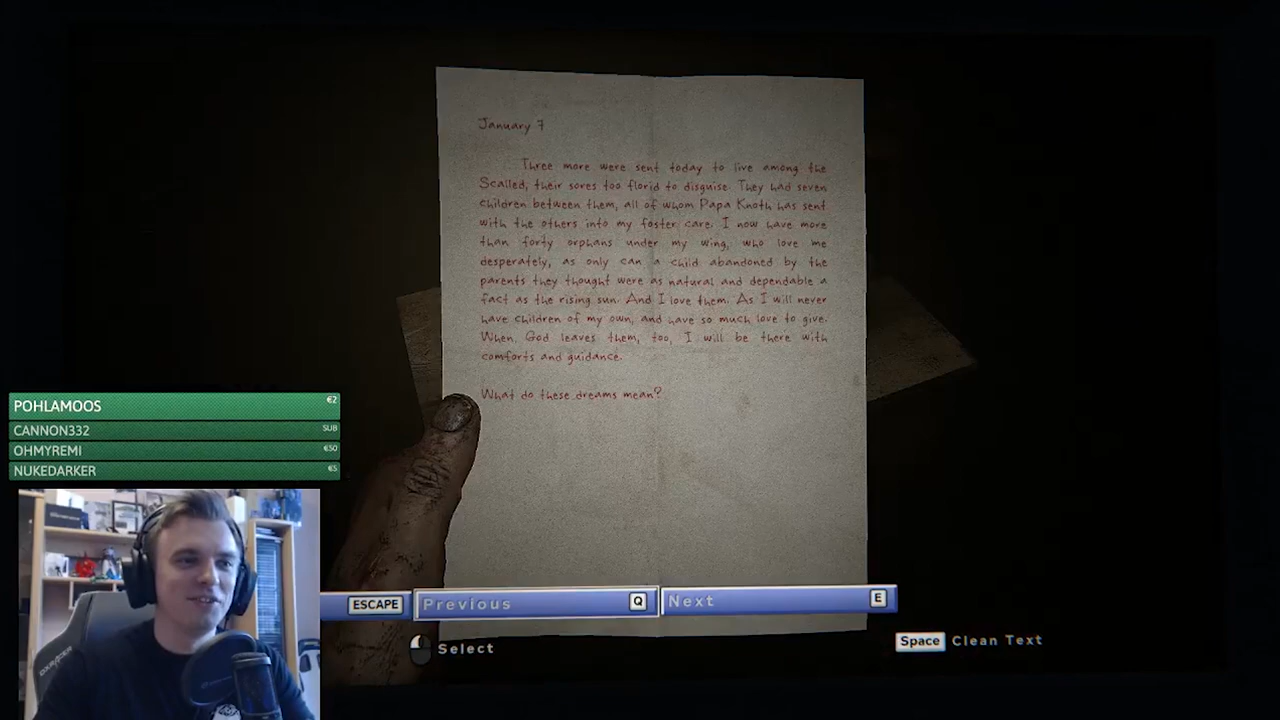 January 7
Three more were sent today to live among the
Scalled, their sores too florid to disguise. They had seven
children between them, all of whom Papa Knoth has sent
with the others into my foster care. I now have more
than forty orphans under my wing, who love me
desperately, as only can a child abandoned by the
parents they thought were as natural and dependable a
fact as the rising sun. And I love them. As I will never
have children of my own, and have so much love to give.
When God leaves them, too, I will be there with
comforts and guidance.
What do these dreams mean?
POHLAMOOS €2
CANNON332 SUB
OHMYREMI €50
NUKEDARKER €5
ESCAPE
Previous Q
Next E
Select
Space Clean Text